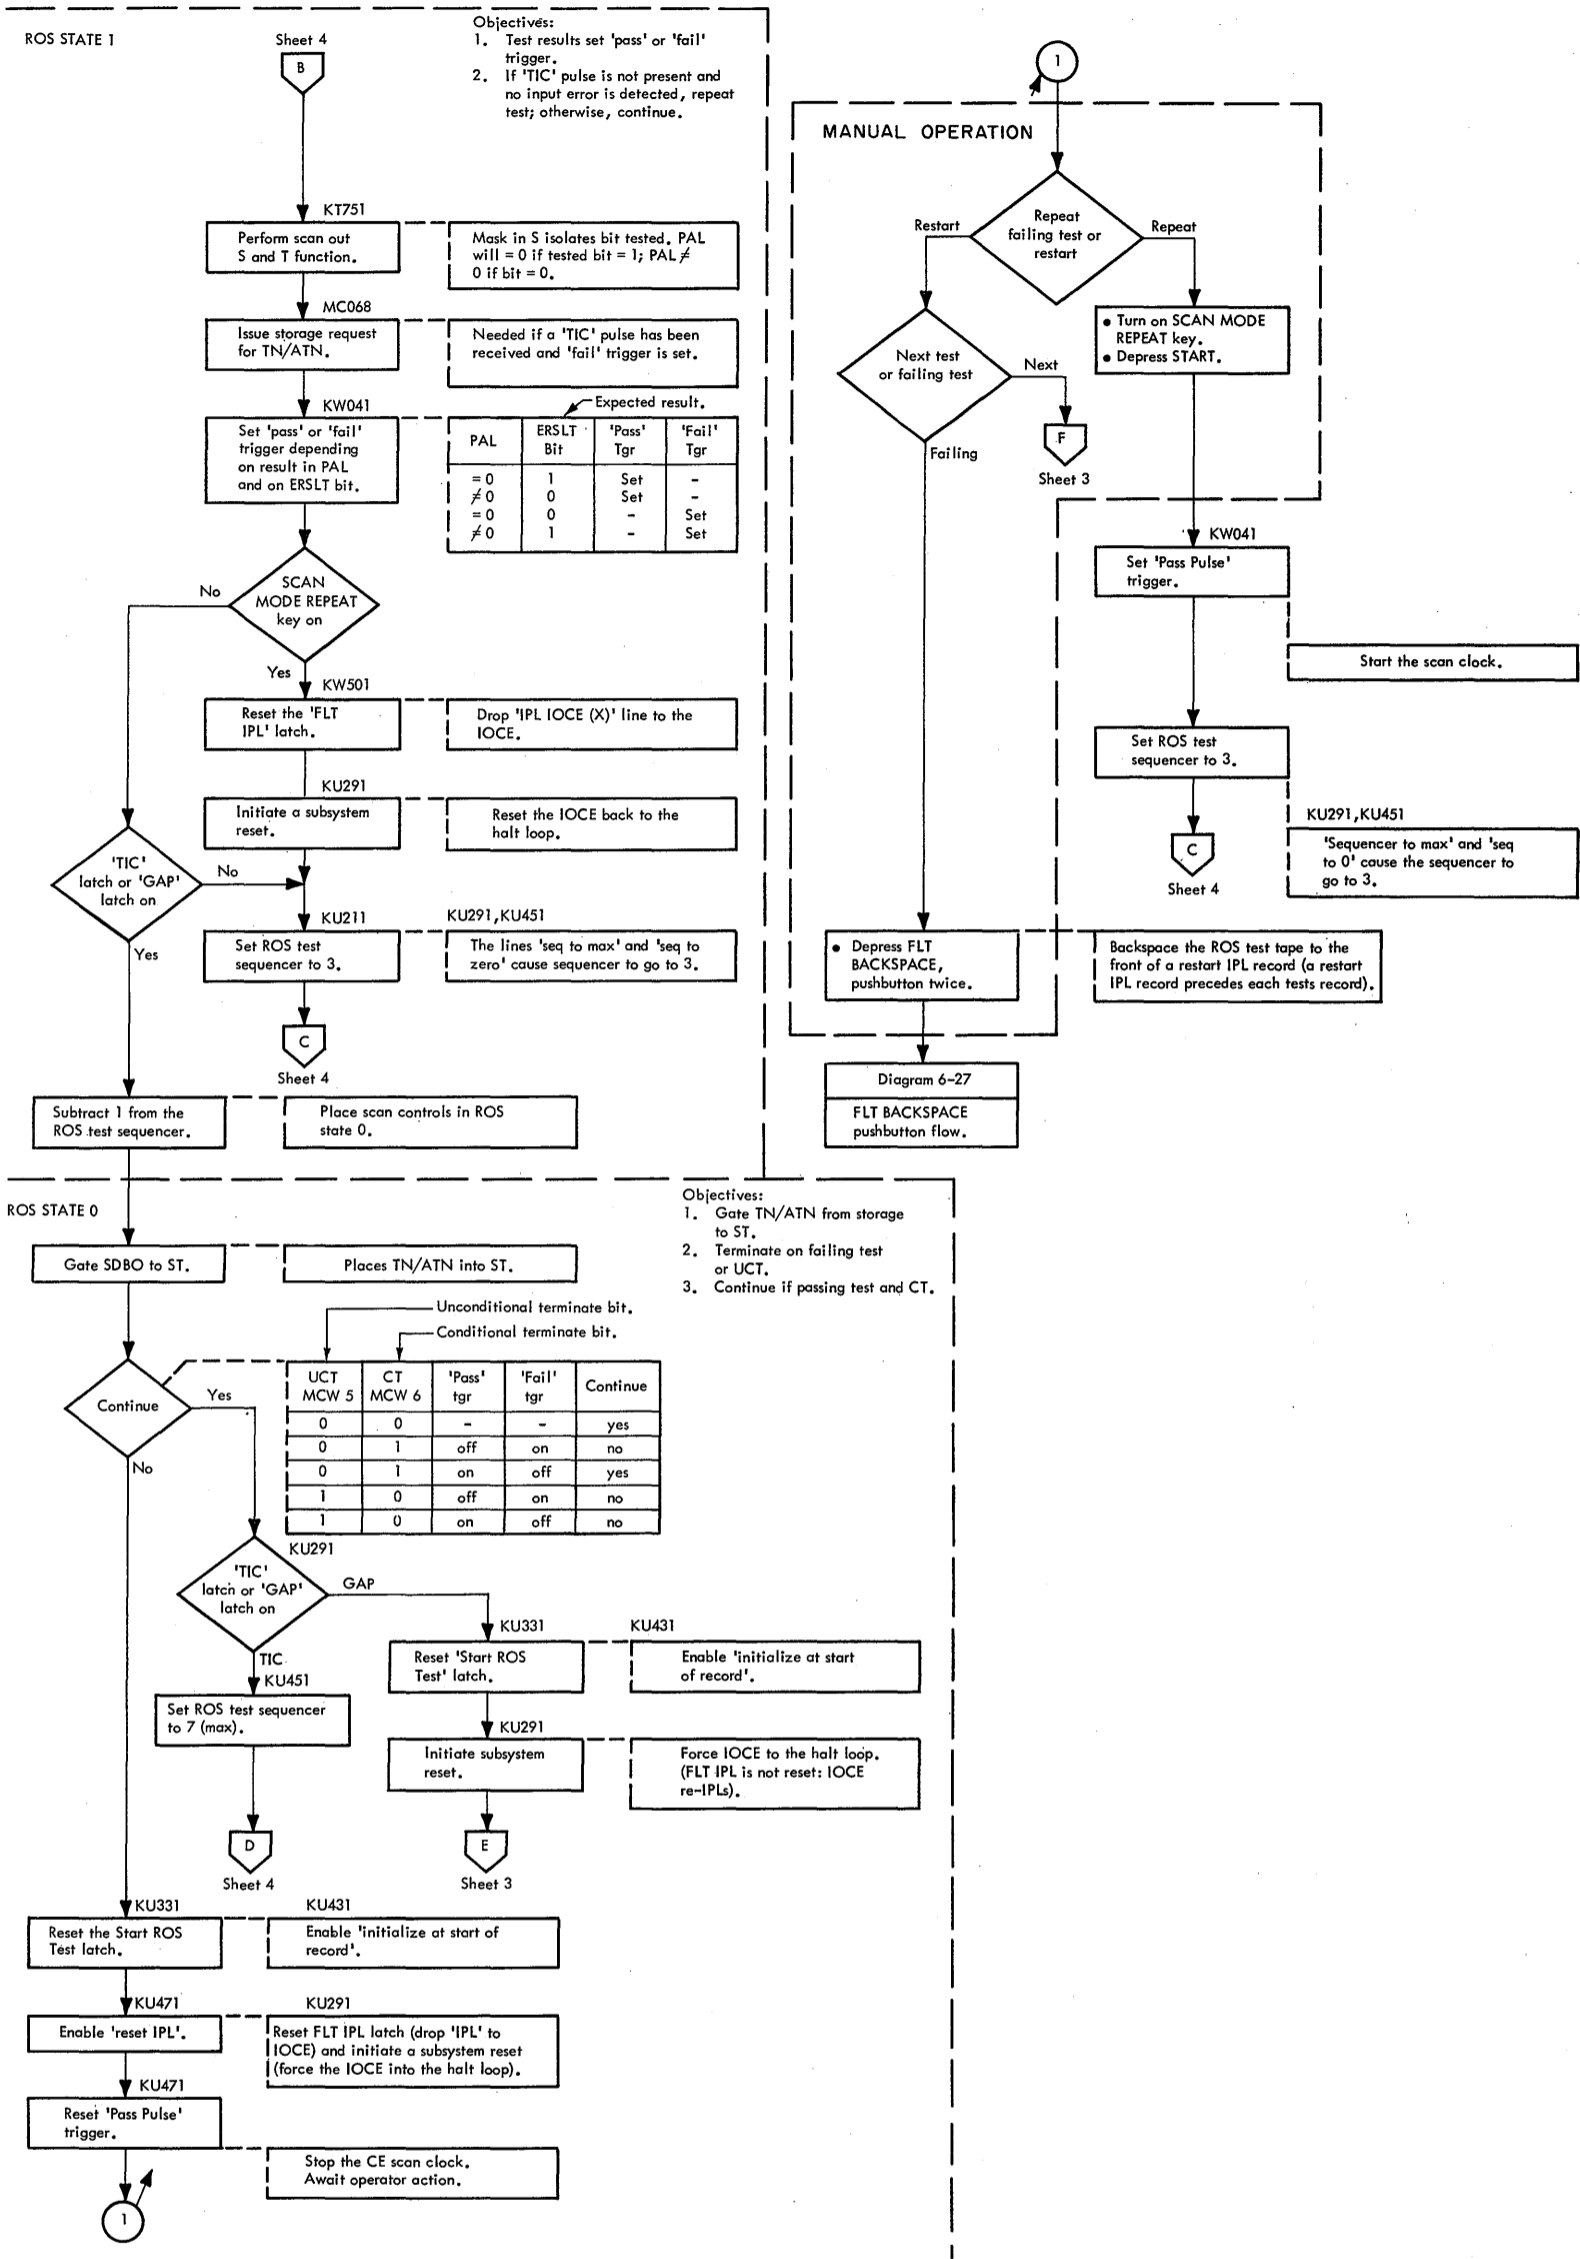 ROS STATE 1
Sheet 4
B
Objectives:
1. Test results set 'pass' or 'fail'
trigger.
2. If 'TIC' pulse is not present and
no input error is detected, repeat
test; otherwise, continue.
KT751
Perform scan out
S and T function.
Mask in S isolates bit tested. PAL
will = 0 if tested bit = 1; PAL ≠
0 if bit = 0.
MC068
Issue storage request
for TN/ATN.
Needed if a 'TIC' pulse has been
received and 'fail' trigger is set.
KW041
Set 'pass' or 'fail'
trigger depending
on result in PAL
and on ERSLT bit.
Expected result.
PAL ERSLT Bit 'Pass' Tgr 'Fail' Tgr
= 0 1 Set -
≠ 0 0 Set -
= 0 0 - Set
≠ 0 1 - Set
SCAN
MODE REPEAT
key on
No
Yes
KW501
Reset the 'FLT
IPL' latch.
Drop 'IPL IOCE (X)' line to the
IOCE.
KU291
Initiate a subsystem
reset.
Reset the IOCE back to the
halt loop.
'TIC'
latch or 'GAP'
latch on
No
Yes
KU211
Set ROS test
sequencer to 3.
KU291,KU451
The lines 'seq to max' and 'seq to
zero' cause sequencer to go to 3.
C
Sheet 4
Subtract 1 from the
ROS test sequencer.
Place scan controls in ROS
state 0.
1
MANUAL OPERATION
Repeat
failing test or
restart
Restart
Repeat
Next test
or failing test
Next
F
Sheet 3
Failing
• Turn on SCAN MODE
REPEAT key.
• Depress START.
KW041
Set 'Pass Pulse'
trigger.
Start the scan clock.
Set ROS test
sequencer to 3.
C
Sheet 4
KU291,KU451
'Sequencer to max' and 'seq
to 0' cause the sequencer to
go to 3.
• Depress FLT
BACKSPACE,
pushbutton twice.
Backspace the ROS test tape to the
front of a restart IPL record (a restart
IPL record precedes each tests record).
Diagram 6-27
FLT BACKSPACE
pushbutton flow.
ROS STATE 0
Objectives:
1. Gate TN/ATN from storage
to ST.
2. Terminate on failing test
or UCT.
3. Continue if passing test and CT.
Gate SDBO to ST.
Places TN/ATN into ST.
Unconditional terminate bit.
Conditional terminate bit.
Continue
Yes
No
UCT MCW 5 CT MCW 6 'Pass' tgr 'Fail' tgr Continue
0 0 - - yes
0 1 off on no
0 1 on off yes
1 0 off on no
1 0 on off no
KU291
'TIC'
latch or 'GAP'
latch on
GAP
TIC
KU451
Set ROS test sequencer
to 7 (max).
D
Sheet 4
KU331
Reset 'Start ROS
Test' latch.
KU431
Enable 'initialize at start
of record'.
KU291
Initiate subsystem
reset.
Force IOCE to the halt loop.
(FLT IPL is not reset: IOCE
re-IPLs).
E
Sheet 3
KU331
Reset the Start ROS
Test latch.
KU431
Enable 'initialize at start of
record'.
KU471
Enable 'reset IPL'.
KU291
Reset FLT IPL latch (drop 'IPL' to
IOCE) and initiate a subsystem reset
(force the IOCE into the halt loop).
KU471
Reset 'Pass Pulse'
trigger.
Stop the CE scan clock.
Await operator action.
1